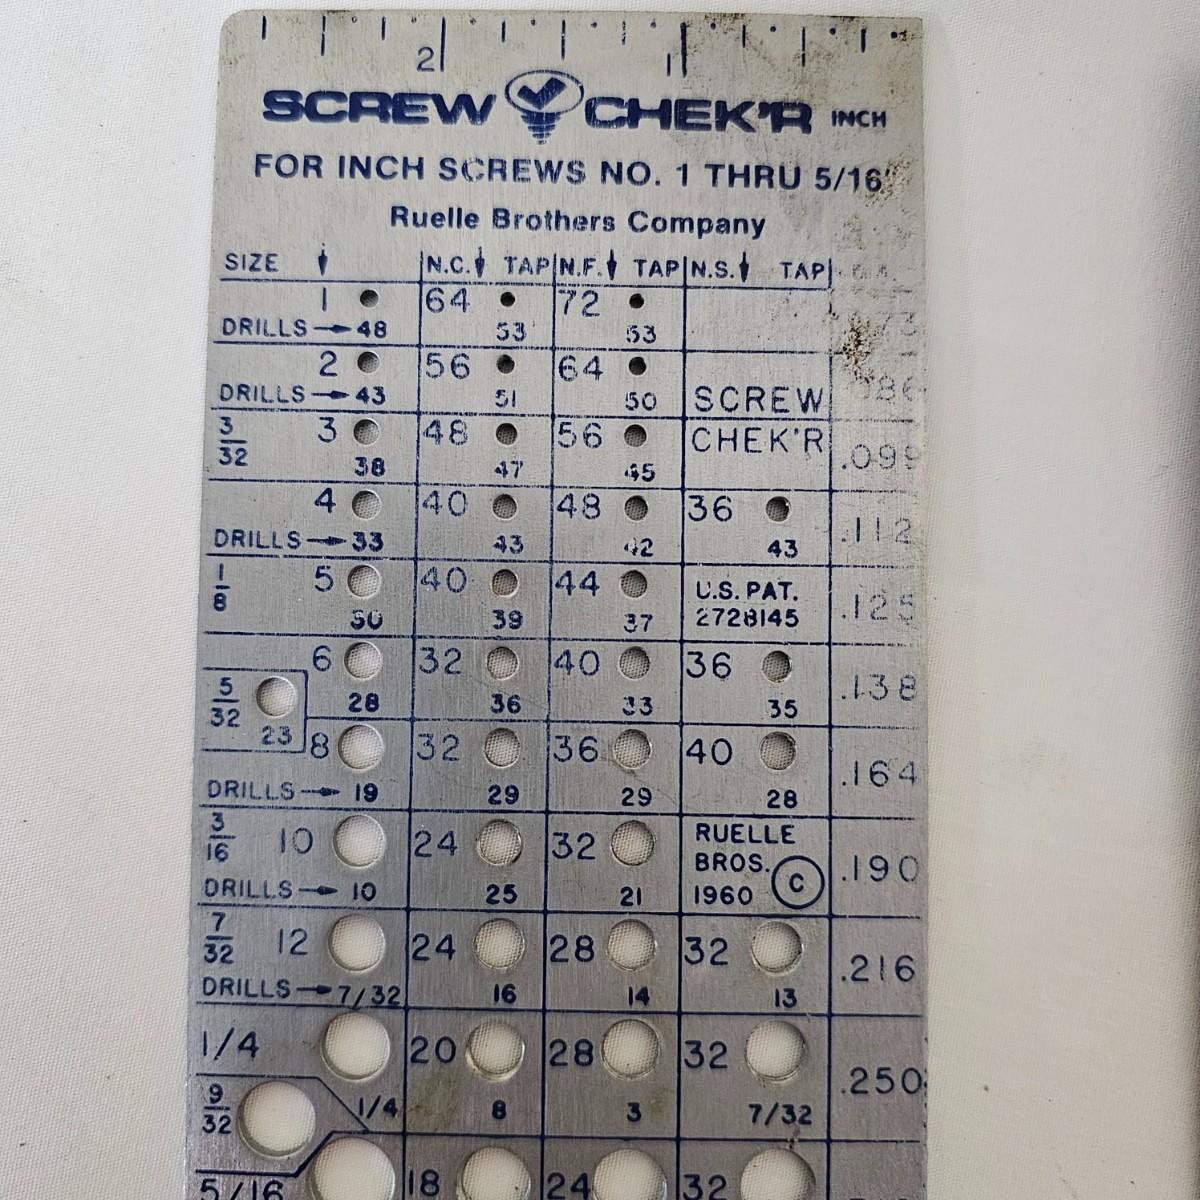 2 1
SCREW CHEK'R INCH
FOR INCH SCREWS NO. 1 THRU 5/16"
Ruelle Brothers Company
SIZE N.C. TAP N.F. TAP N.S. TAP
1 64 72
DRILLS 48 53 53
2 56 64
DRILLS 43 51 50 SCREW
3/32 3 48 56 CHEK'R .099
38 47 45
4 40 48 36 .112
DRILLS 33 43 42 43
1/8 5 40 44 U.S. PAT. .125
30 39 37 2728145
6 32 40 36 .138
5/32 28 36 33 35
23 8 32 36 40 .164
DRILLS 19 29 29 28
3/16 10 24 32 RUELLE
BROS. .190
DRILLS 10 25 21 1960 C
7/32 12 24 28 32 .216
DRILLS 7/32 16 14 13
1/4 20 28 32 .250
9/32 1/4 8 3 7/32
5/16 18 24 32